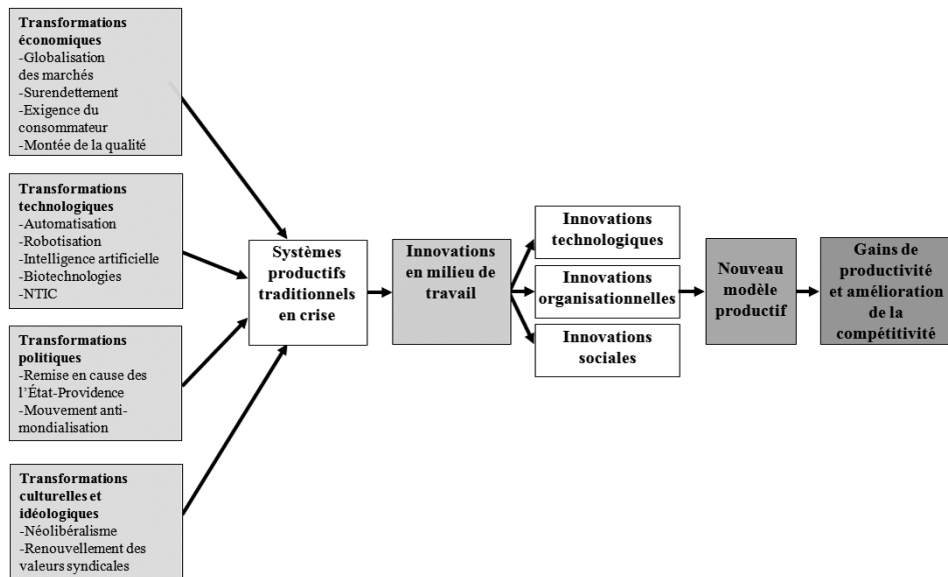 Transformations
économiques
-Globalisation
des marchés
-Surendettement
-Exigence du
consommateur
-Montée de la qualité
Transformations
technologiques
-Automatisation
-Robotisation
-Intelligence artificielle
-Biotechnologies
-NTIC
Transformations
politiques
-Remise en cause des
l’État-Providence
-Mouvement anti-
mondialisation
Transformations
culturelles et
idéologiques
-Néolibéralisme
-Renouvellement des
valeurs syndicales
Systèmes
productifs
traditionnels
en crise
Innovations
en milieu de
travail
Innovations
technologiques
Innovations
organisationnelles
Innovations
sociales
Nouveau
modèle
productif
Gains de
productivité
et amélioration
de la
compétitivité